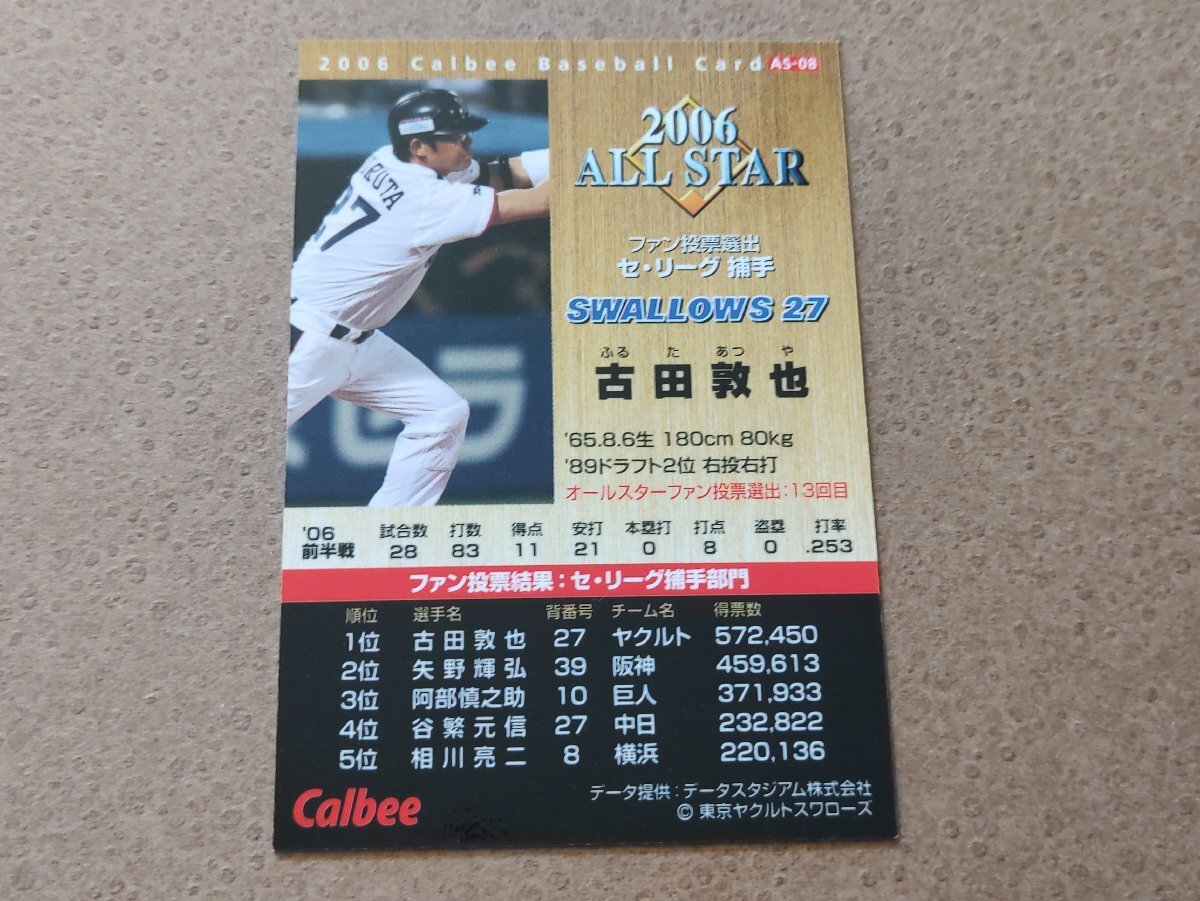 2006 Calbee Baseball Card AS-08
2006
ALL STAR
ファン投票選出
セ・リーグ 捕手
SWALLOWS 27
ふる た あつ や
古田敦也
'65.8.6生 180cm 80kg
'89ドラフト2位 右投右打
オールスターファン投票選出:13回目
'06 前半戦 試合数 打数 得点 安打 本塁打 打点 盗塁 打率
28 83 11 21 0 8 0 .253
ファン投票結果:セ・リーグ捕手部門
順位 選手名 背番号 チーム名 得票数
1位 古田敦也 27 ヤクルト 572,450
2位 矢野輝弘 39 阪神 459,613
3位 阿部慎之助 10 巨人 371,933
4位 谷繁元信 27 中日 232,822
5位 相川亮二 8 横浜 220,136
データ提供:データスタジアム株式会社
© 東京ヤクルトスワローズ
Calbee